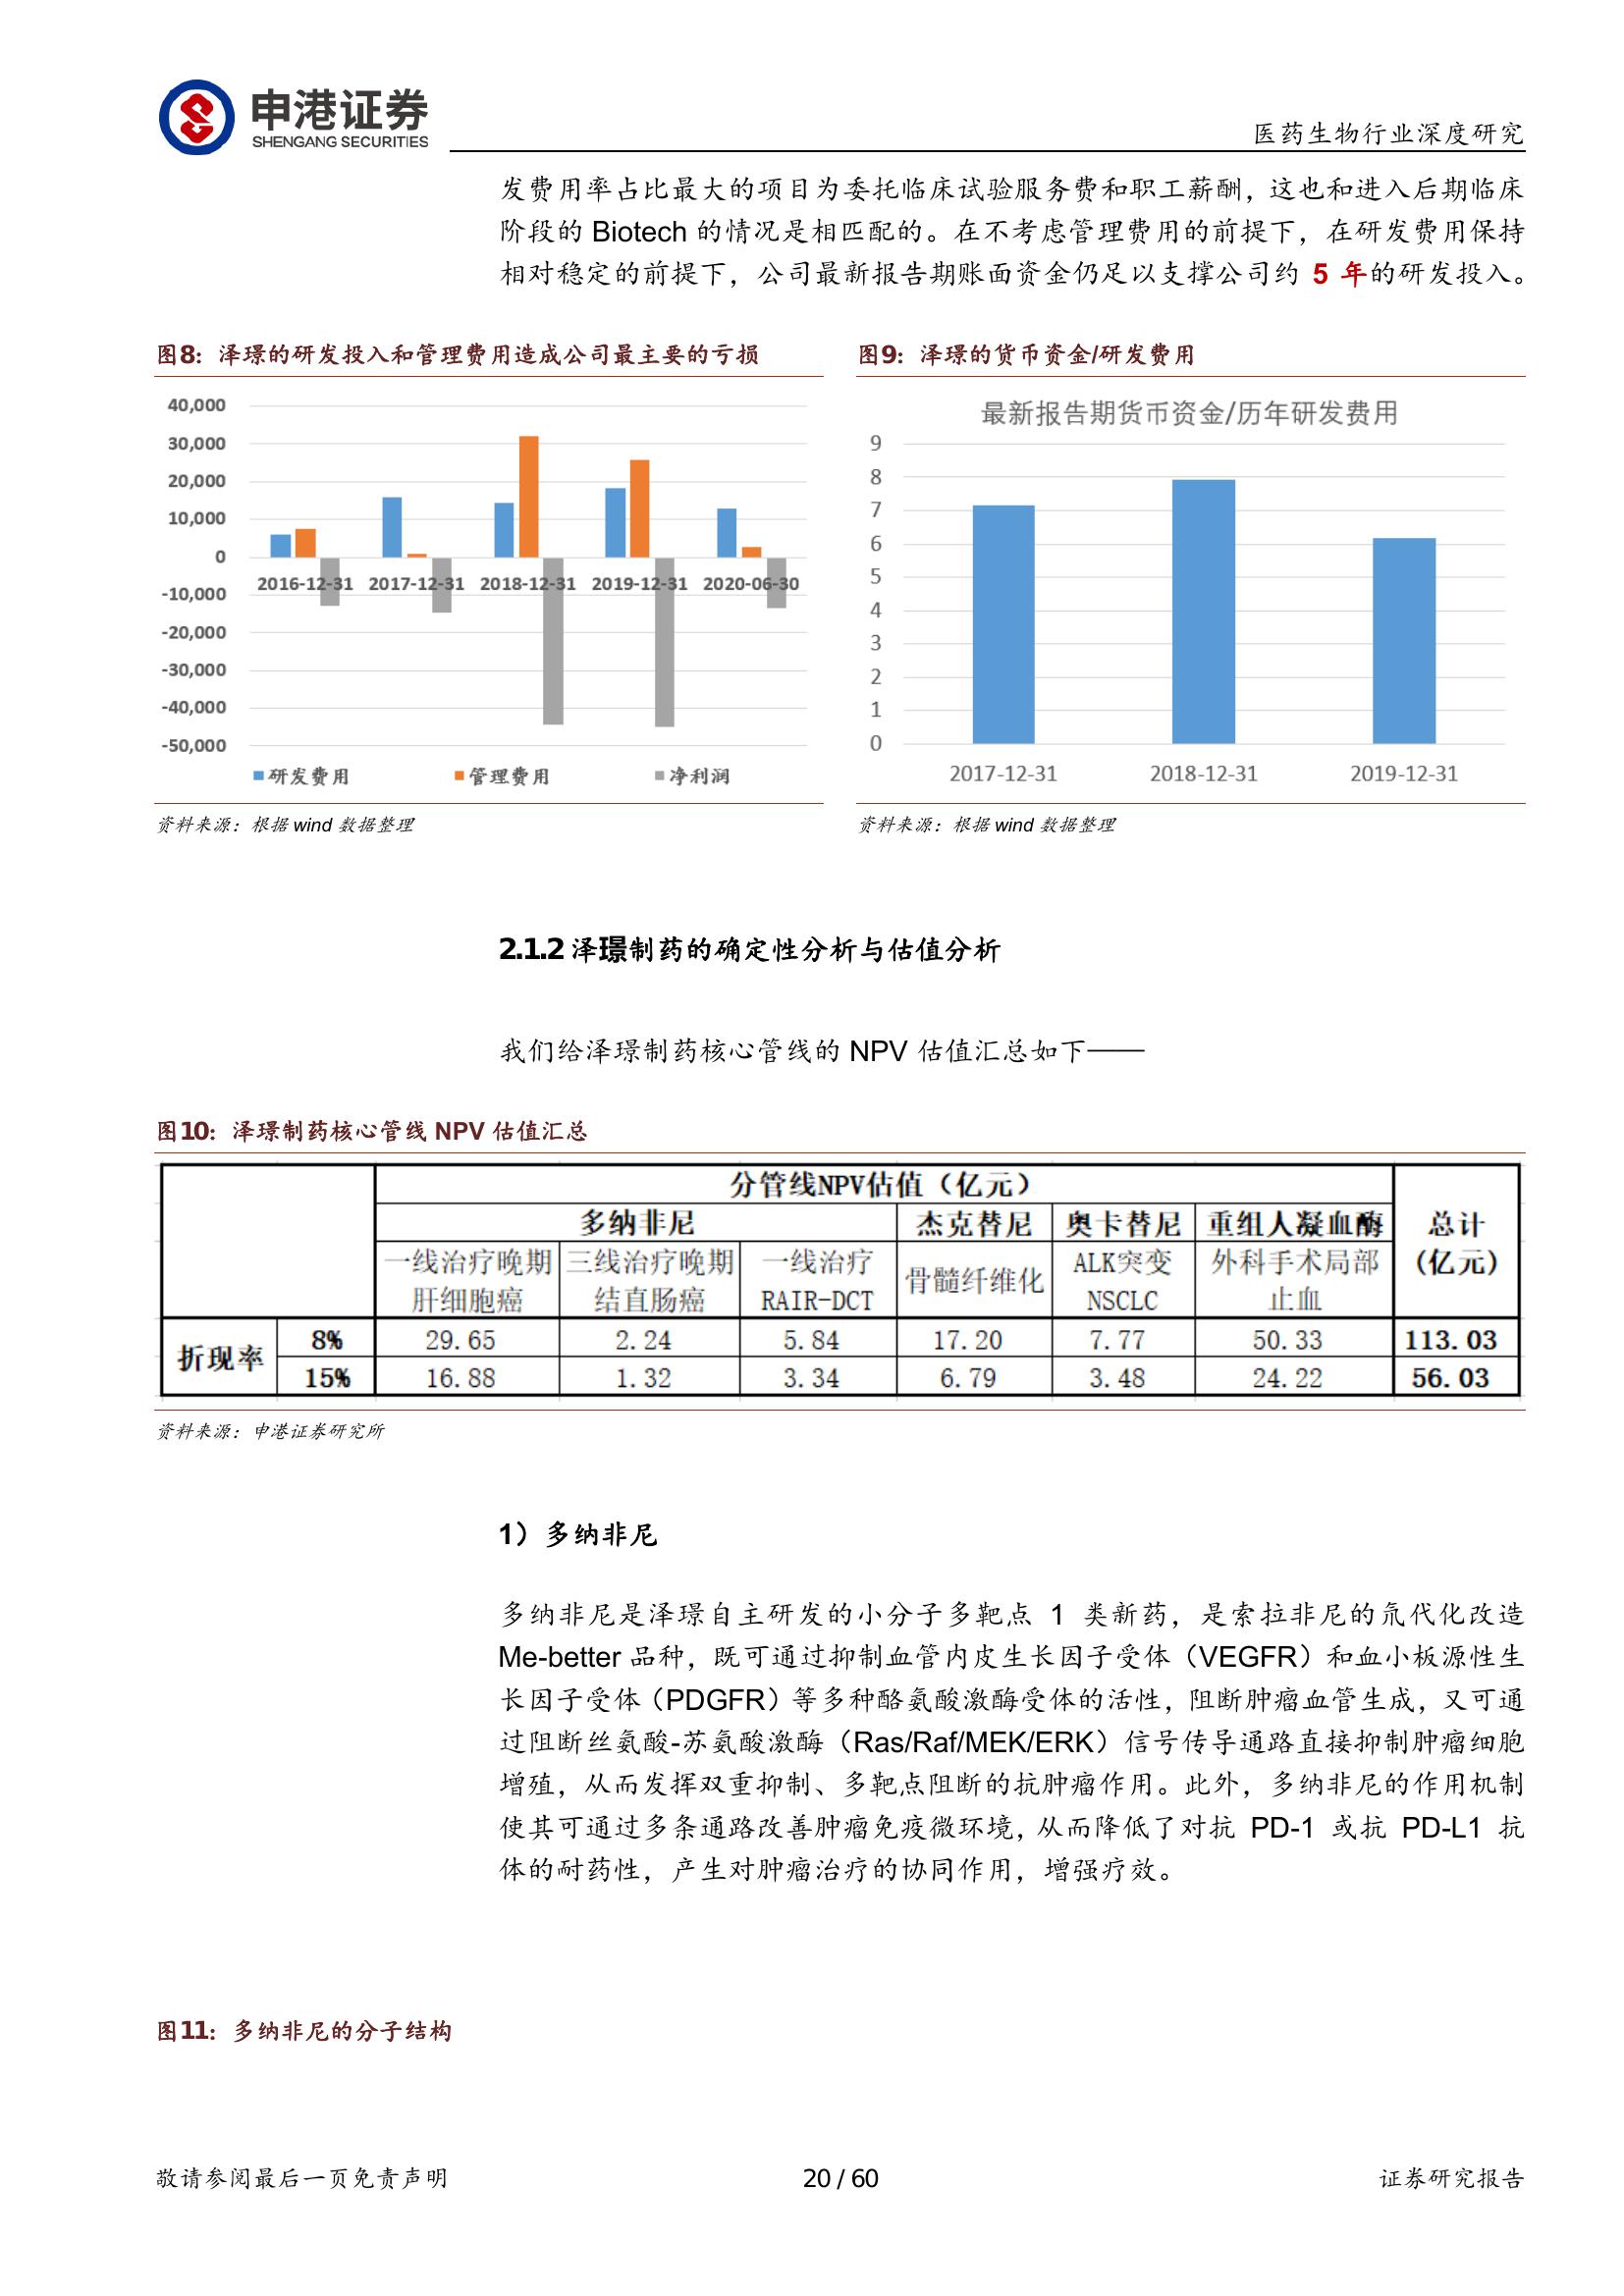 申港证券
SHENGANG SECURITIES
医药生物行业深度研究
发费用率占比最大的项目为委托临床试验服务费和职工薪酬，这也和进入后期临床
阶段的 Biotech 的情况是相匹配的。在不考虑管理费用的前提下，在研发费用保持
相对稳定的前提下，公司最新报告期账面资金仍足以支撑公司约 5 年的研发投入。
图8：泽璟的研发投入和管理费用造成公司最主要的亏损
40,000
30,000
20,000
10,000
0
2016-12-31 2017-12-31 2018-12-31 2019-12-31 2020-06-30
-10,000
-20,000
-30,000
-40,000
-50,000
研发费用 管理费用 净利润
资料来源：根据 wind 数据整理
图9：泽璟的货币资金/研发费用
最新报告期货币资金/历年研发费用
9
8
7
6
5
4
3
2
1
0
2017-12-31 2018-12-31 2019-12-31
资料来源：根据 wind 数据整理
2.1.2 泽璟制药的确定性分析与估值分析
我们给泽璟制药核心管线的 NPV 估值汇总如下——
图10：泽璟制药核心管线 NPV 估值汇总
分管线NPV估值（亿元） 总计（亿元）
多纳非尼 杰克替尼 奥卡替尼 重组人凝血酶
一线治疗晚期肝细胞癌 三线治疗晚期结直肠癌 一线治疗RAIR-DCT 骨髓纤维化 ALK突变NSCLC 外科手术局部止血
折现率 8% 29.65 2.24 5.84 17.20 7.77 50.33 113.03
15% 16.88 1.32 3.34 6.79 3.48 24.22 56.03
资料来源：申港证券研究所
1）多纳非尼
多纳非尼是泽璟自主研发的小分子多靶点 1 类新药，是索拉非尼的氘代化改造
Me-better 品种，既可通过抑制血管内皮生长因子受体（VEGFR）和血小板源性生
长因子受体（PDGFR）等多种酪氨酸激酶受体的活性，阻断肿瘤血管生成，又可通
过阻断丝氨酸-苏氨酸激酶（Ras/Raf/MEK/ERK）信号传导通路直接抑制肿瘤细胞
增殖，从而发挥双重抑制、多靶点阻断的抗肿瘤作用。此外，多纳非尼的作用机制
使其可通过多条通路改善肿瘤免疫微环境，从而降低了对抗 PD-1 或抗 PD-L1 抗
体的耐药性，产生对肿瘤治疗的协同作用，增强疗效。
图11：多纳非尼的分子结构
敬请参阅最后一页免责声明
20 / 60
证券研究报告